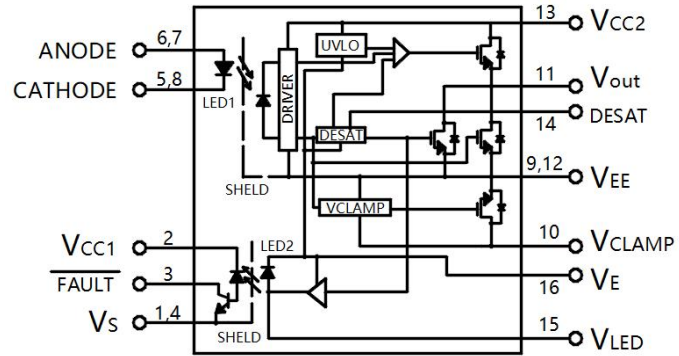 ANODE 6,7
CATHODE 5,8
LED1
UVLO
DRIVER
DESAT
SHELD
VCLAMP
13 VCC2
11 Vout
DESAT
14
9,12 VEE
10 VCLAMP
VE
16
15 VLED
VCC1 2
FAULT 3
VS 1,4
LED2
SHELD